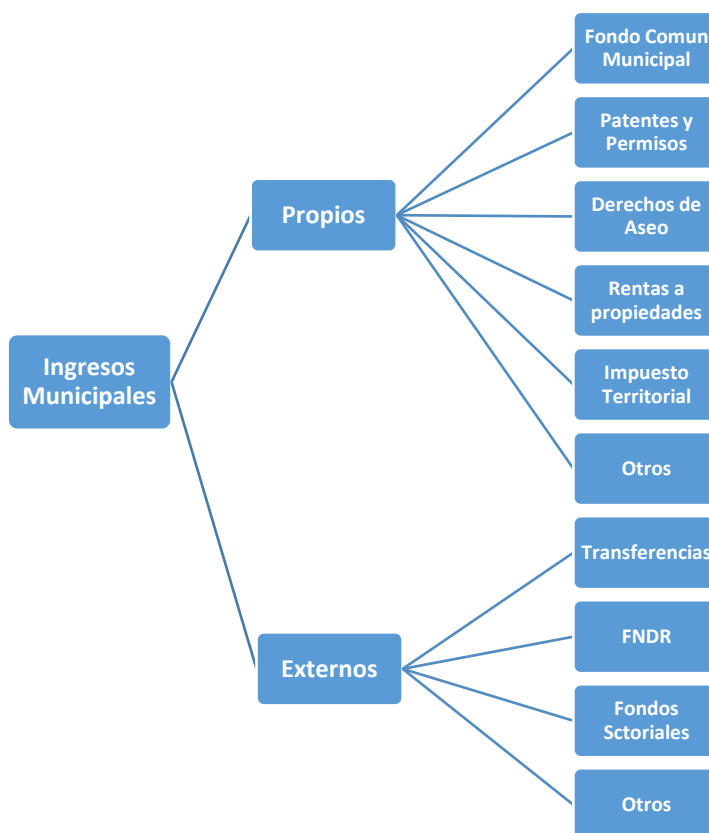 Ingresos
Municipales
Propios
Fondo Comun
Municipal
Patentes y
Permisos
Derechos de
Aseo
Rentas a
propiedades
Impuesto
Territorial
Otros
Externos
Transferencias
FNDR
Fondos
Sctoriales
Otros